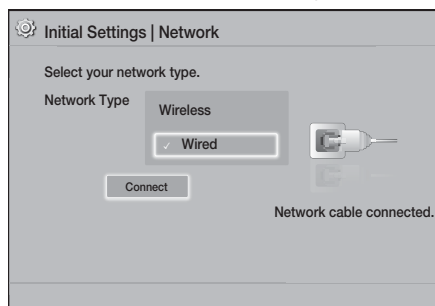 Initial Settings | Network
Select your network type.
Network Type
Wireless
✓ Wired
Connect
Network cable connected.